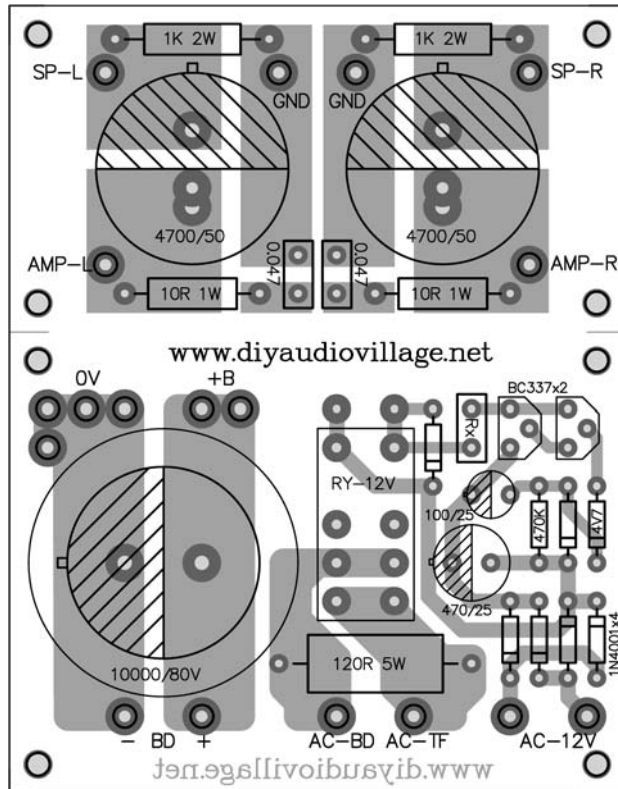 1K 2W 1K 2W
SP-L GND GND SP-R
4700/50 4700/50
0.047 0.047
AMP-L AMP-R
10R 1W 10R 1W
www.diyaudiovillage.net
0V +B BC337x2
Rx
RY-12V
100/25 470K 4V7
470/25
1N4001x4
120R 5W
10000/80V
- BD + AC-BD AC-TF AC-12V
www.diyaudiovillage.net